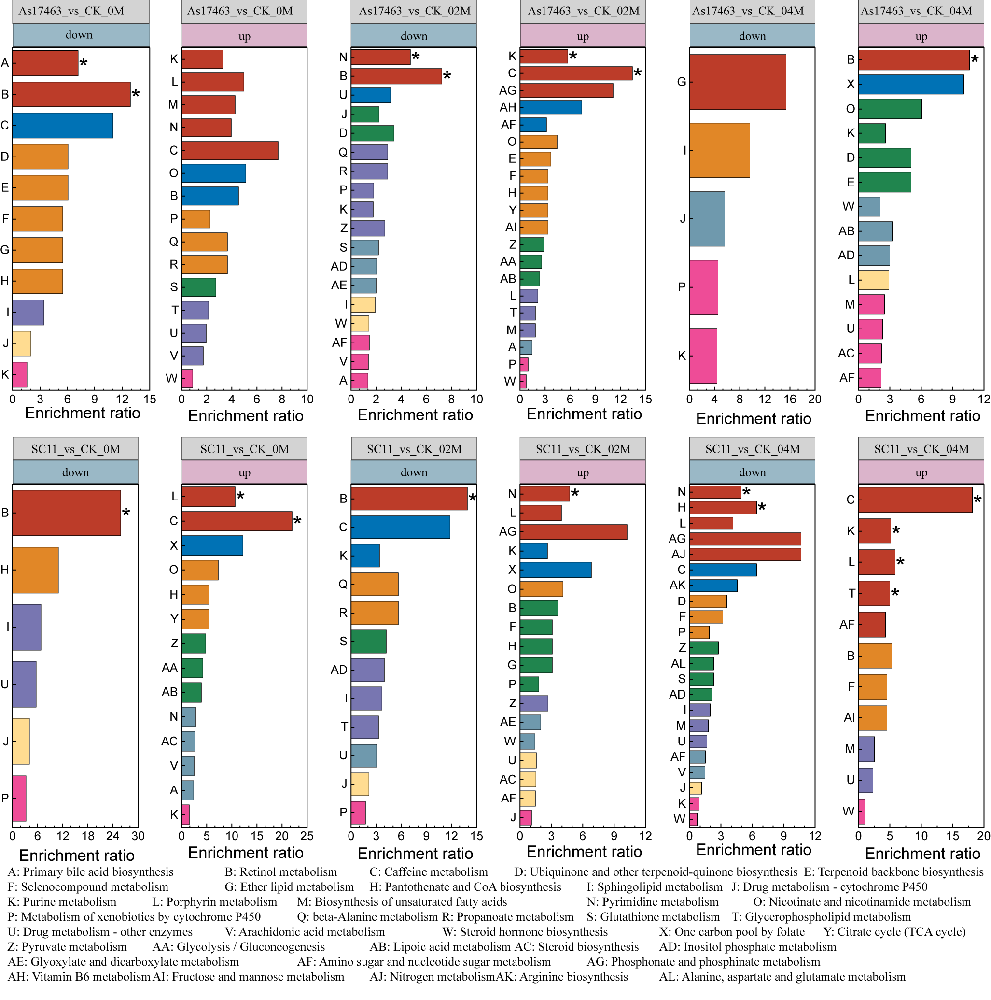 As17463_vs_CK_0M
down
A *
B *
C
D
E
F
G
H
I
J
K
0 3 6 9 12 15
Enrichment ratio
As17463_vs_CK_0M
up
K
L
M
N
C
O
B
P
Q
R
S
T
U
V
W
0 2 4 6 8 10
Enrichment ratio
As17463_vs_CK_02M
down
N *
B *
U
J
D
Q
R
P
K
Z
S
AD
AE
I
W
AF
V
A
0 2 4 6 8 10
Enrichment ratio
As17463_vs_CK_02M
up
K *
C *
AG
AH
AF
O
E
F
H
Y
AI
Z
AA
AB
L
T
M
A
P
W
0 3 6 9 12 15
Enrichment ratio
As17463_vs_CK_04M
down
G
I
J
P
K
0 4 8 12 16 20
Enrichment ratio
As17463_vs_CK_04M
up
B *
X
O
K
D
E
W
AB
AD
L
M
U
AC
AF
0 3 6 9 12
Enrichment ratio
SC11_vs_CK_0M
down
B *
H
I
U
J
P
0 6 12 18 24 30
Enrichment ratio
SC11_vs_CK_0M
up
L *
C *
X
O
H
Y
Z
AA
AB
N
AC
V
A
K
0 5 10 15 20 25
Enrichment ratio
SC11_vs_CK_02M
down
B *
C
K
Q
R
S
AD
I
T
U
J
P
0 3 6 9 12 15
Enrichment ratio
SC11_vs_CK_02M
up
N *
L
AG
K
X
O
B
F
H
G
P
Z
AE
W
U
AC
AF
J
0 3 6 9 12
Enrichment ratio
SC11_vs_CK_04M
down
N *
H *
L
AG
AJ
C
AK
D
F
P
Z
AL
S
AD
I
M
U
AF
V
J
K
W
0 3 6 9 12
Enrichment ratio
SC11_vs_CK_04M
up
C *
K *
L *
T *
AF
B
F
AI
M
U
W
0 5 10 15 20
Enrichment ratio
A: Primary bile acid biosynthesis B: Retinol metabolism C: Caffeine metabolism D: Ubiquinone and other terpenoid-quinone biosynthesis E: Terpenoid backbone biosynthesis
F: Selenocompound metabolism G: Ether lipid metabolism H: Pantothenate and CoA biosynthesis I: Sphingolipid metabolism J: Drug metabolism - cytochrome P450
K: Purine metabolism L: Porphyrin metabolism M: Biosynthesis of unsaturated fatty acids N: Pyrimidine metabolism O: Nicotinate and nicotinamide metabolism
P: Metabolism of xenobiotics by cytochrome P450 Q: beta-Alanine metabolism R: Propanoate metabolism S: Glutathione metabolism T: Glycerophospholipid metabolism
U: Drug metabolism - other enzymes V: Arachidonic acid metabolism W: Steroid hormone biosynthesis X: One carbon pool by folate Y: Citrate cycle (TCA cycle)
Z: Pyruvate metabolism AA: Glycolysis / Gluconeogenesis AB: Lipoic acid metabolism AC: Steroid biosynthesis AD: Inositol phosphate metabolism
AE: Glyoxylate and dicarboxylate metabolism AF: Amino sugar and nucleotide sugar metabolism AG: Phosphonate and phosphinate metabolism
AH: Vitamin B6 metabolism AI: Fructose and mannose metabolism AJ: Nitrogen metabolism AK: Arginine biosynthesis AL: Alanine, aspartate and glutamate metabolism